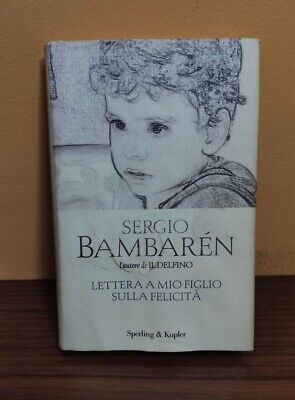 SERGIO
BAMBARÉN
l'autore de IL DELFINO
LETTERA A MIO FIGLIO
SULLA FELICITÀ
Sperling & Kupfer